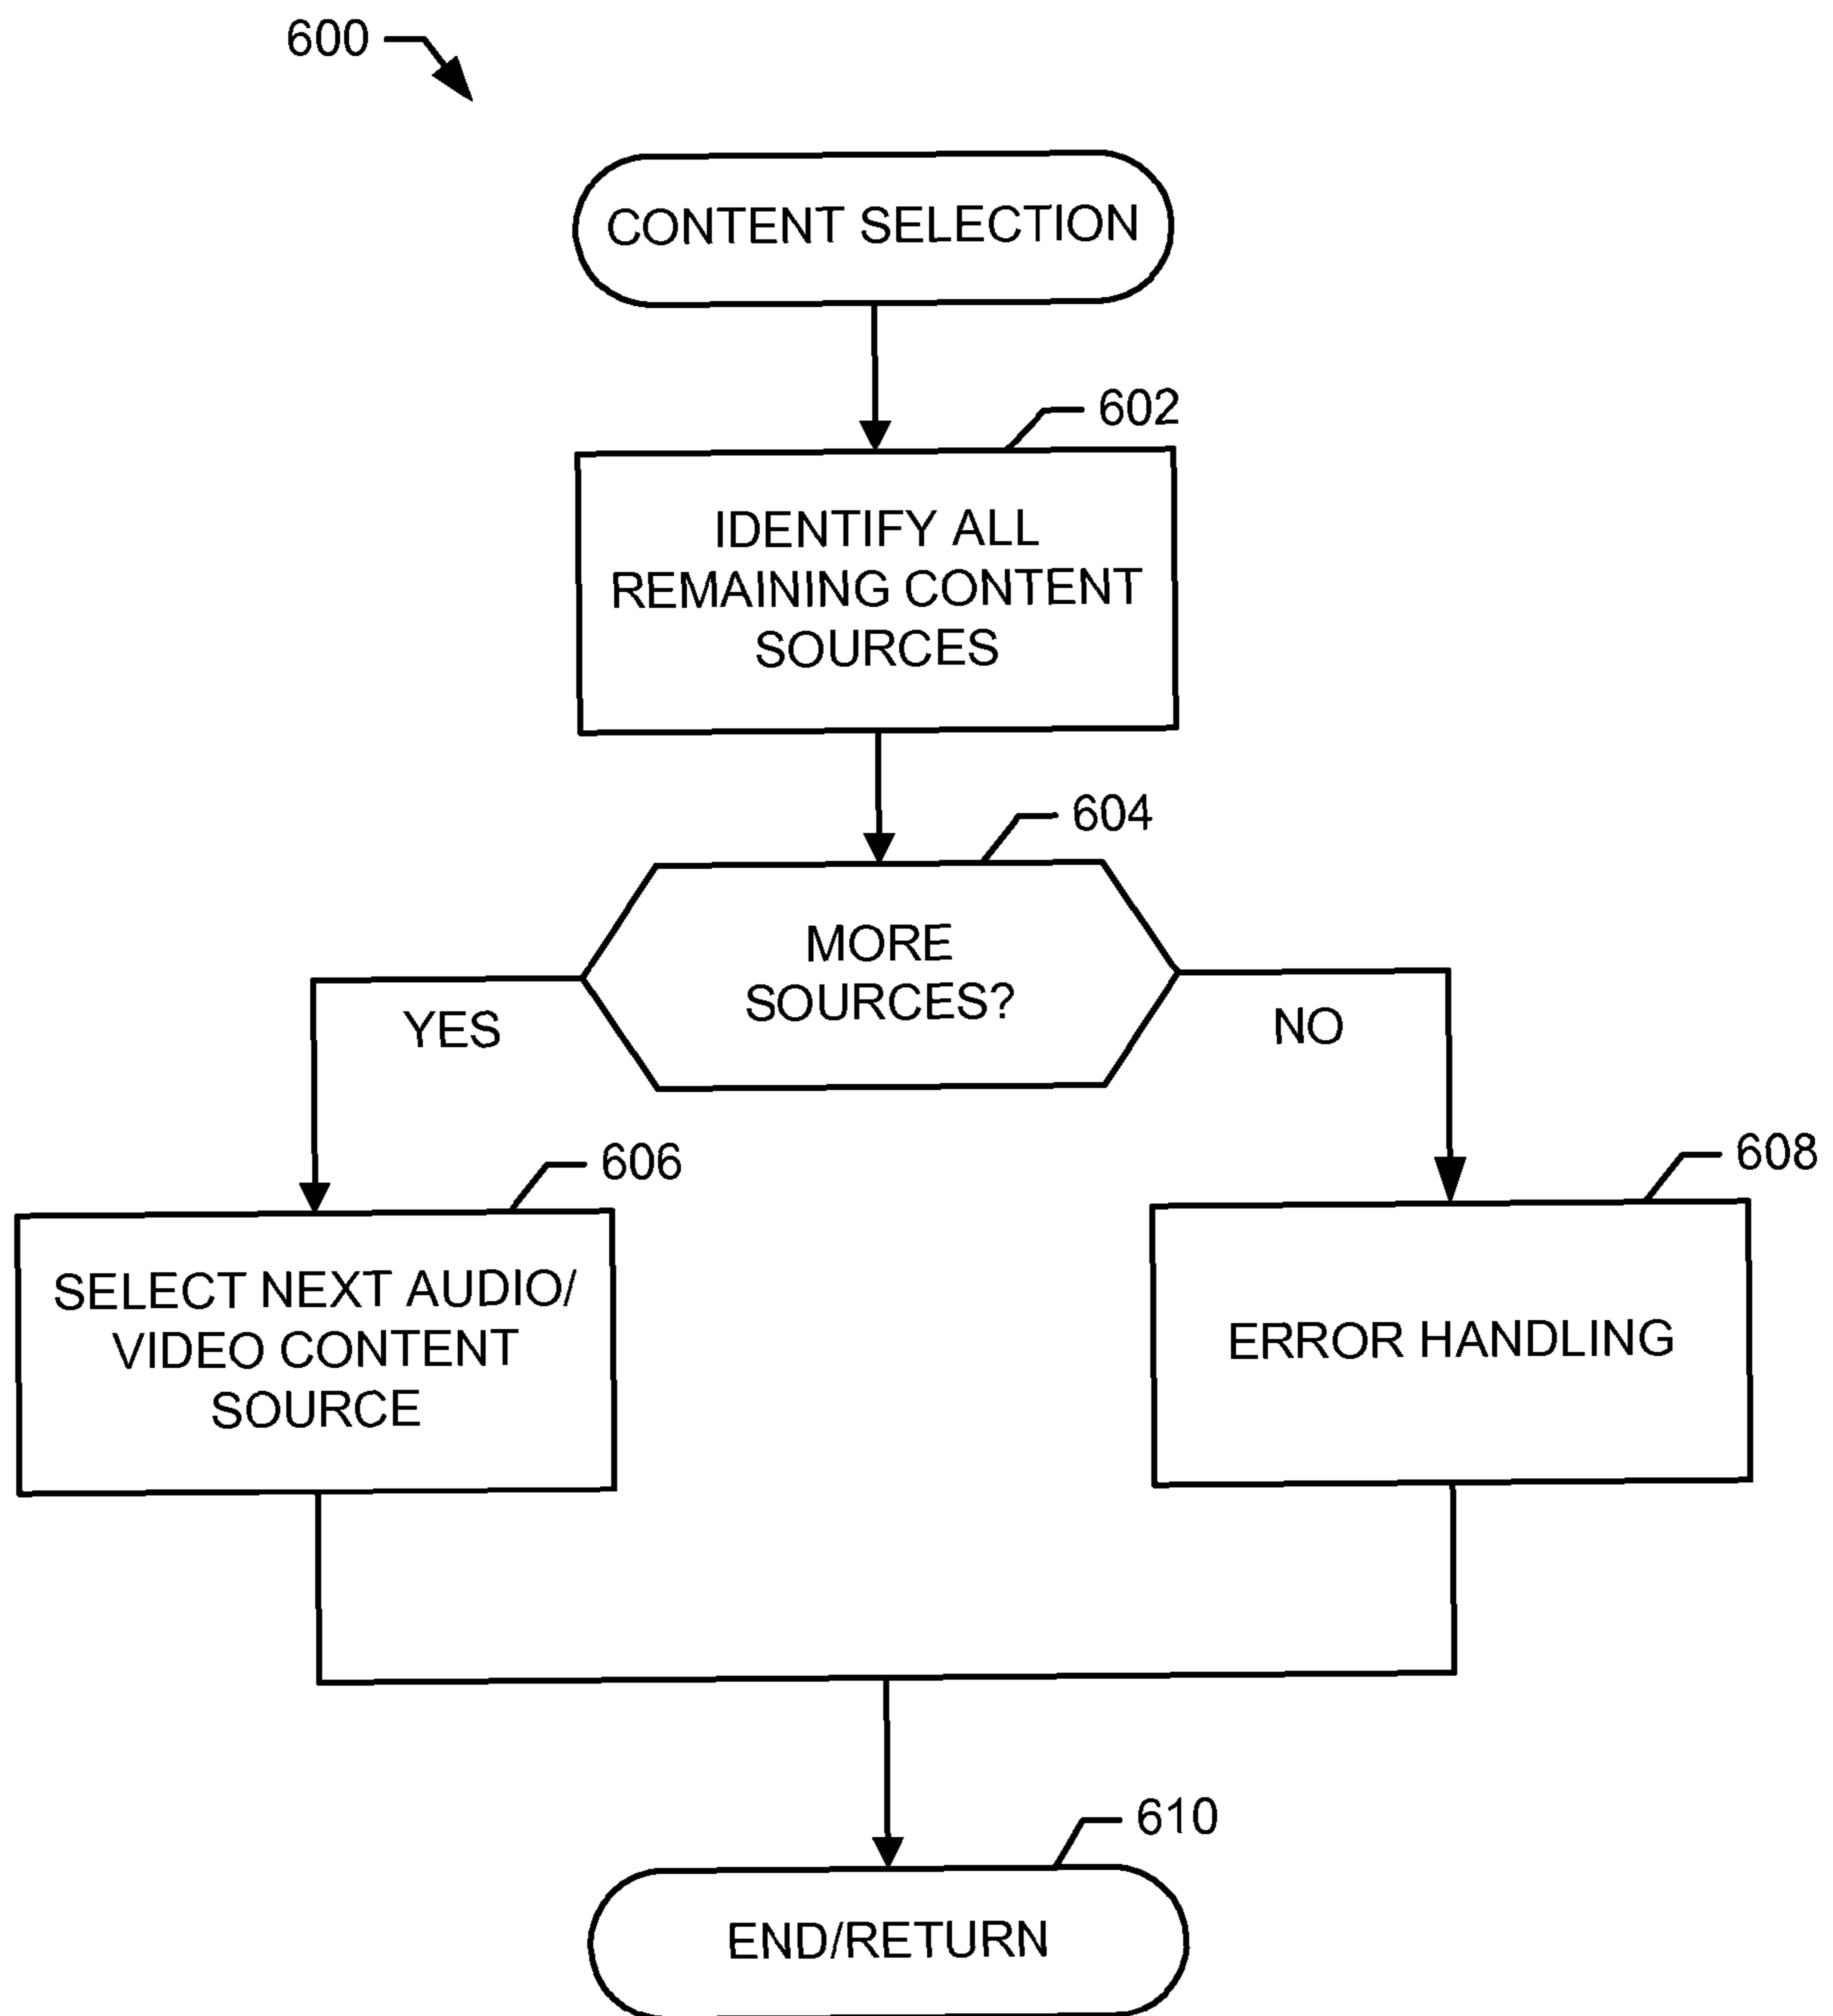 600
CONTENT SELECTION
602
IDENTIFY ALL
REMAINING CONTENT
SOURCES
604
MORE
SOURCES?
YES
NO
606
608
SELECT NEXT AUDIO/
VIDEO CONTENT
SOURCE
ERROR HANDLING
610
END/RETURN